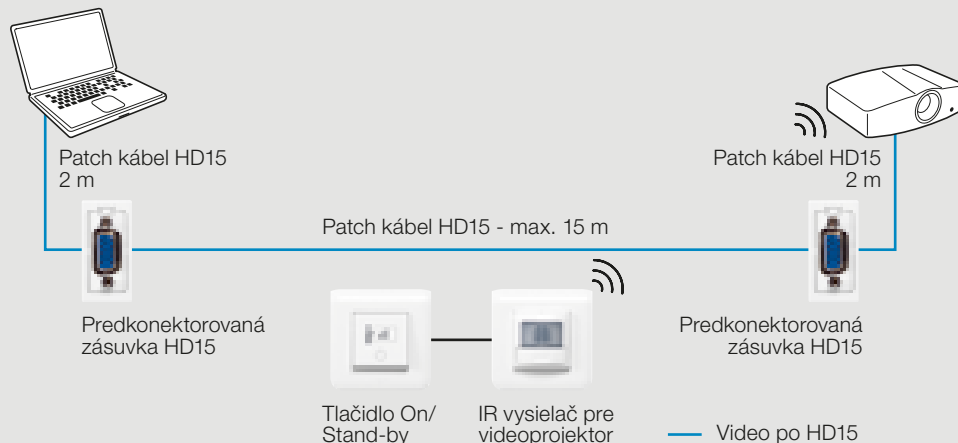 Patch kábel HD15
2 m
Patch kábel HD15
2 m
Patch kábel HD15 - max. 15 m
Predkonektorovaná
zásuvka HD15
Predkonektorovaná
zásuvka HD15
Tlačidlo On/
Stand-by
IR vysielač pre
videoprojektor
Video po HD15